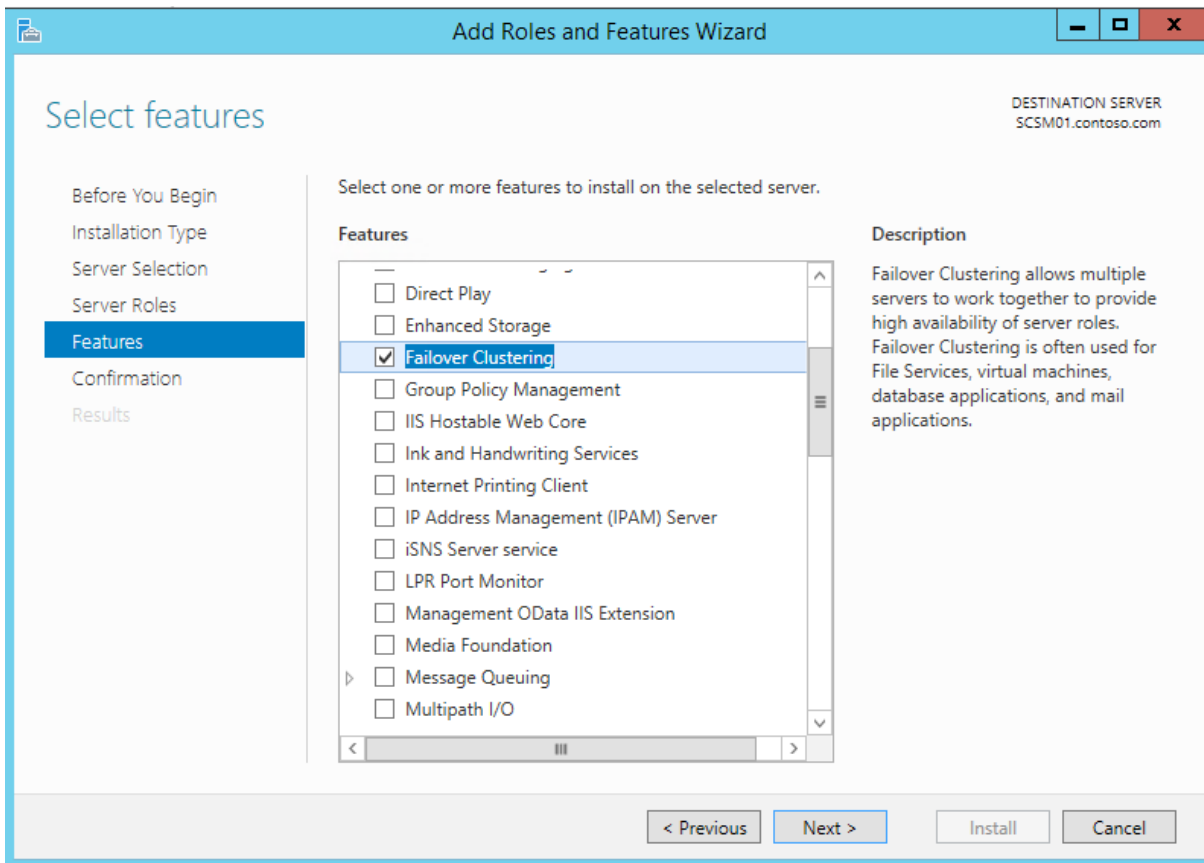 Add Roles and Features Wizard
Select features
DESTINATION SERVER
SCSM01.contoso.com
Before You Begin
Installation Type
Server Selection
Server Roles
Features
Confirmation
Results
Select one or more features to install on the selected server.
Features
Direct Play
Enhanced Storage
Failover Clustering
Group Policy Management
IIS Hostable Web Core
Ink and Handwriting Services
Internet Printing Client
IP Address Management (IPAM) Server
iSNS Server service
LPR Port Monitor
Management OData IIS Extension
Media Foundation
Message Queuing
Multipath I/O
Description
Failover Clustering allows multiple
servers to work together to provide
high availability of server roles.
Failover Clustering is often used for
File Services, virtual machines,
database applications, and mail
applications.
< Previous
Next >
Install
Cancel